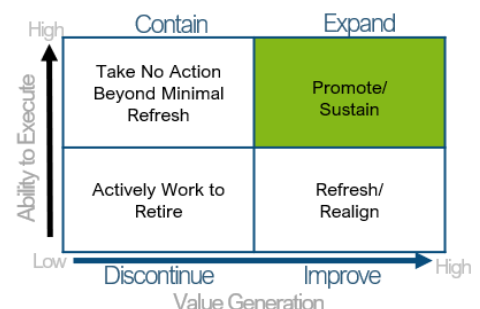 High
Contain
Expand
Ability to Execute
Take No Action
Beyond Minimal
Refresh
Promote/
Sustain
Actively Work to
Retire
Refresh/
Realign
Low
High
Discontinue
Improve
Value Generation